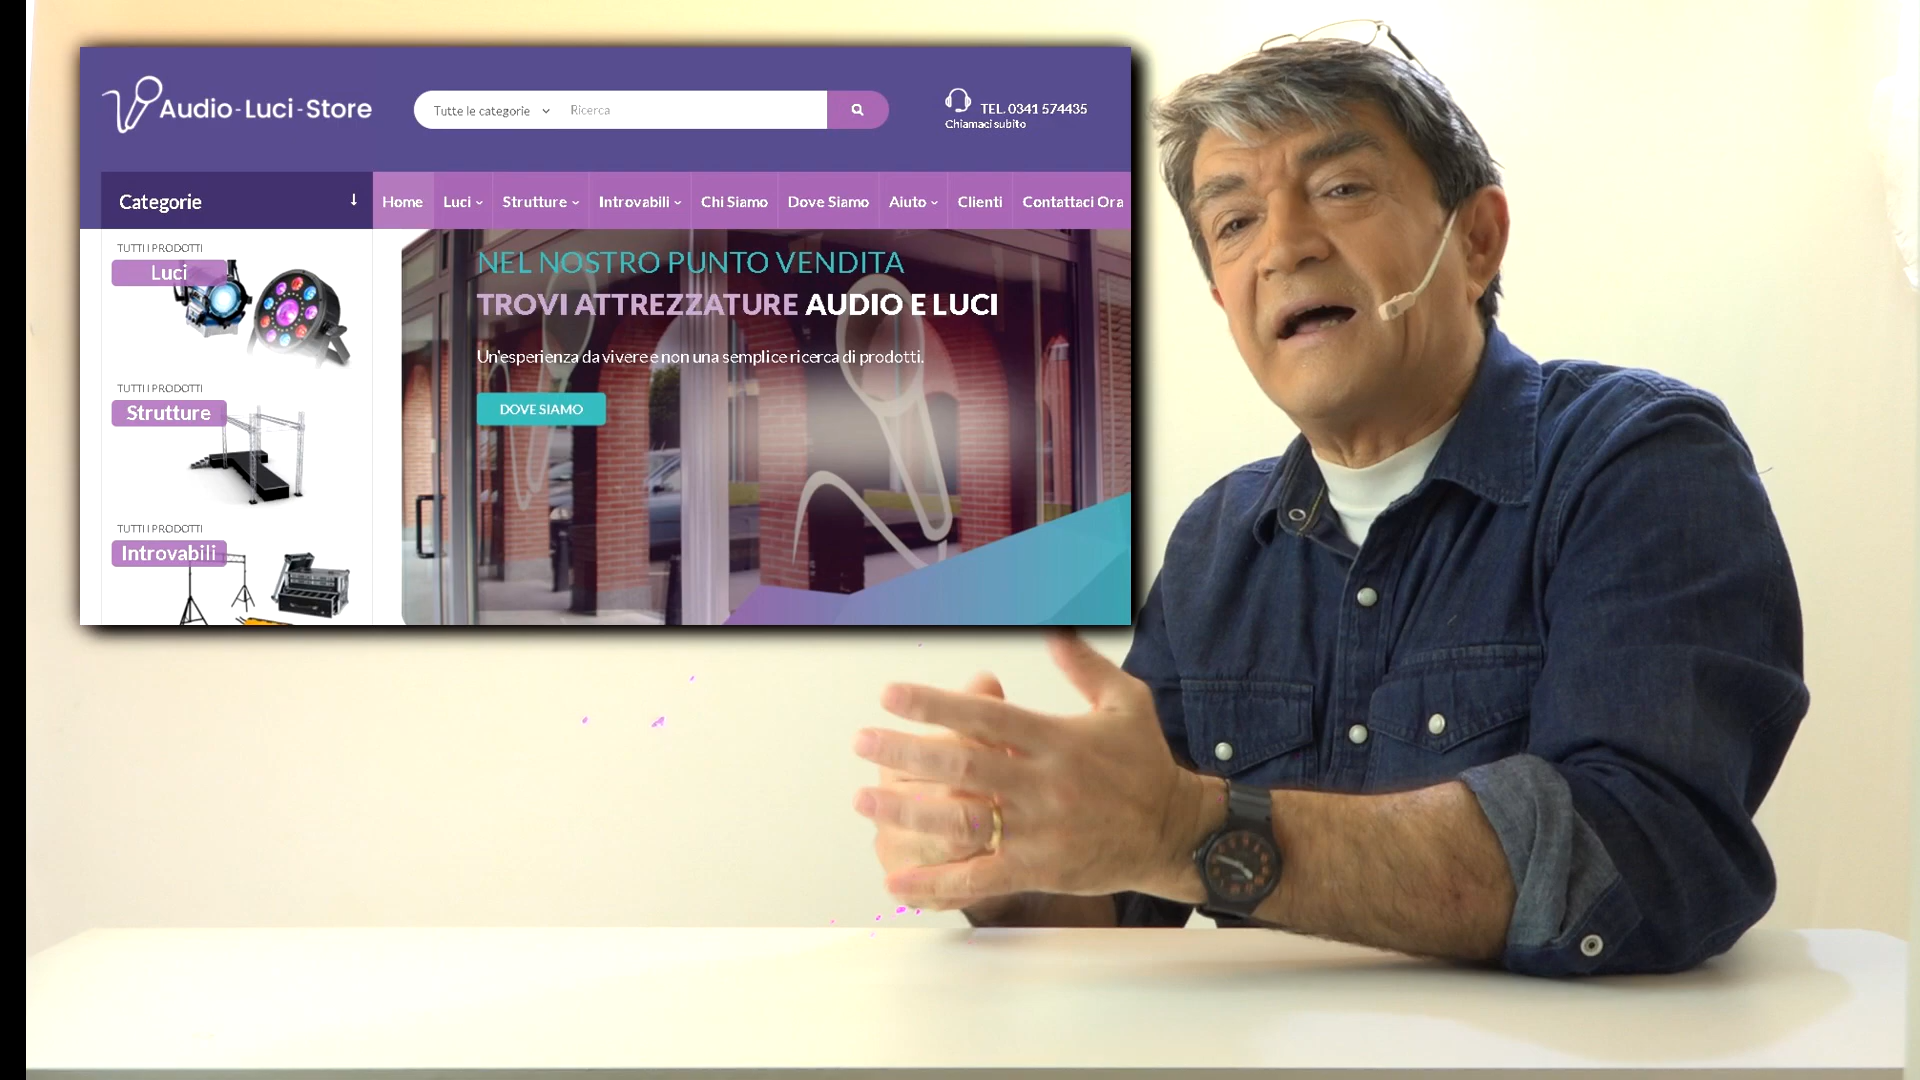 Audio-Luci-Store
Tutte le categorie
Ricerca
TEL. 0341 574435
Chiamaci subito
Categorie
Home
Luci
Strutture
Introvabili
Chi Siamo
Dove Siamo
Aiuto
Clienti
Contattaci Ora
TUTTI I PRODOTTI
Luci
TUTTI I PRODOTTI
Strutture
TUTTI I PRODOTTI
Introvabili
NEL NOSTRO PUNTO VENDITA
TROVI ATTREZZATURE AUDIO E LUCI
Un'esperienza da vivere e non una semplice ricerca di prodotti.
DOVE SIAMO